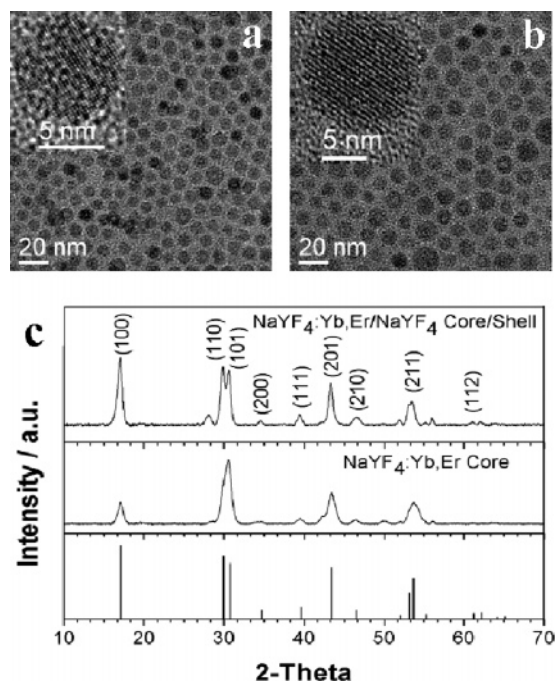 a
5 nm
20 nm
b
5 nm
20 nm
c
NaYF₄:Yb,Er/NaYF₄ Core/Shell
(100)
(110)
(101)
(200)
(111)
(201)
(210)
(211)
(112)
NaYF₄:Yb,Er Core
Intensity / a.u.
10 20 30 40 50 60 70
2-Theta